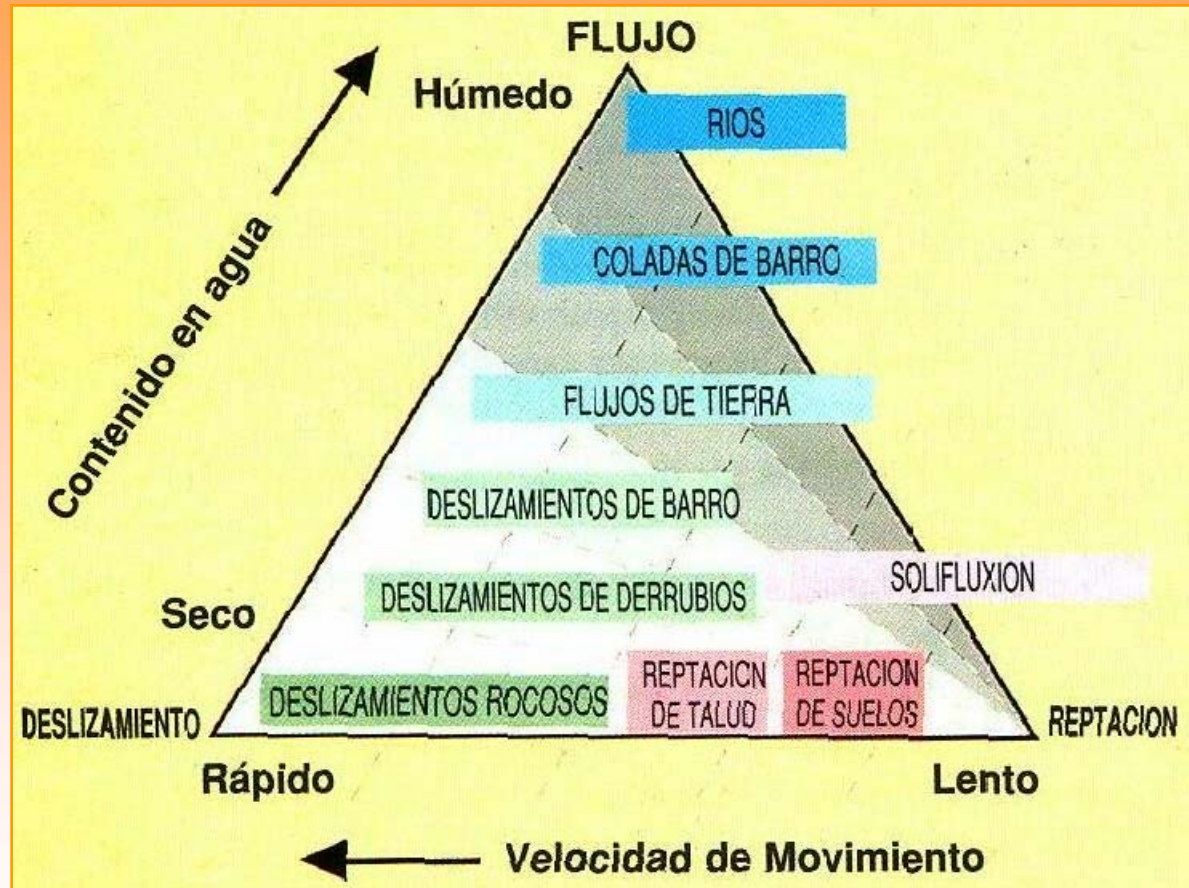 FLUJO
Húmedo
RIOS
Contenido en agua
COLADAS DE BARRO
FLUJOS DE TIERRA
DESLIZAMIENTOS DE BARRO
SOLIFLUXION
DESLIZAMIENTOS DE DERRUBIOS
Seco
DESLIZAMIENTO
DESLIZAMIENTOS ROCOSOS
REPTACION
DE TALUD
REPTACION
DE SUELOS
REPTACION
Rápido
Lento
Velocidad de Movimiento